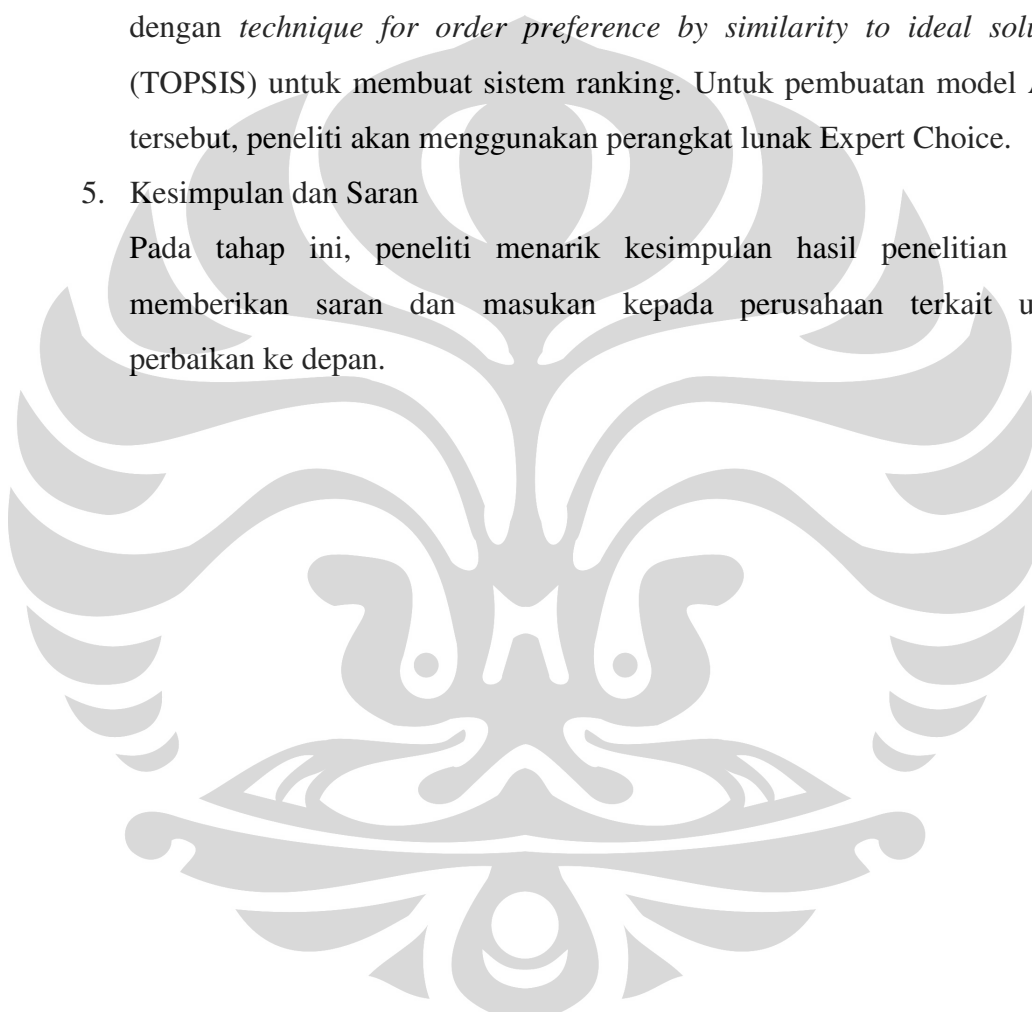 dengan technique for order preference by similarity to ideal
(TOPSIS) untuk membuat sistem ranking. Untuk pembuatan model
tersebut, peneliti akan menggunakan perangkat lunak Expert Choice.
5. Kesimpulan dan Saran
Pada tahap ini, peneliti menarik kesimpulan hasil penelitian
memberikan saran dan masukan kepada perusahaan terkait
perbaikan ke depan.